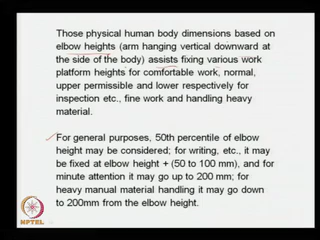 Those physical human body dimensions based on
elbow heights (arm hanging vertical downward at
the side of the body) assists fixing various work
platform heights for comfortable work, normal,
upper permissible and lower respectively for
inspection etc., fine work and handling heavy
material.
For general purposes, 50th percentile of elbow
height may be considered; for writing, etc., it may
be fixed at elbow height + (50 to 100 mm), and for
minute attention it may go up to 200 mm; for
heavy manual material handling it may go down
to 200mm from the elbow height.
NPTEL